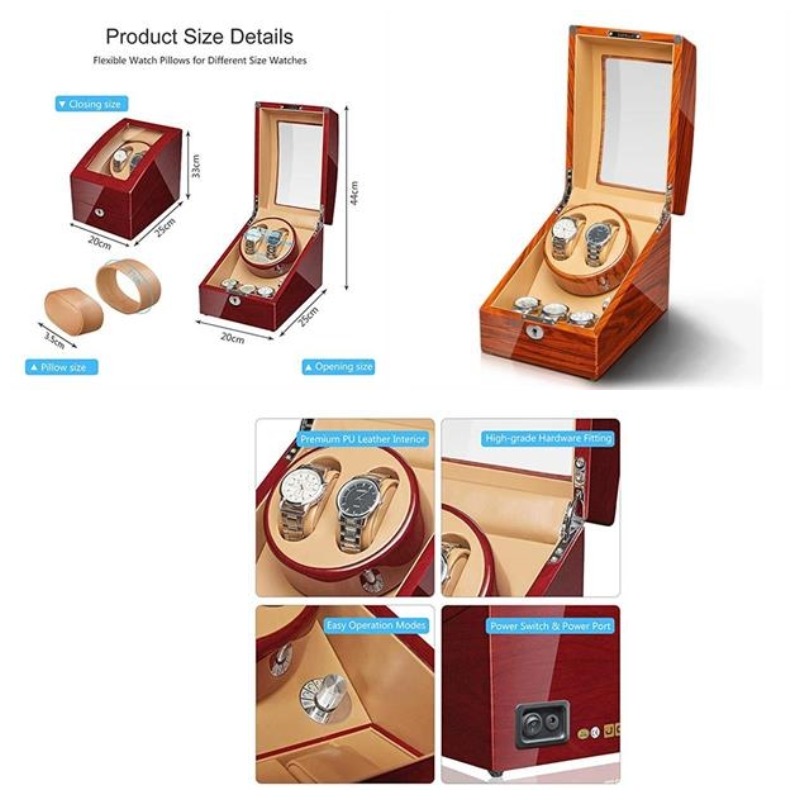 Product Size Details
Flexible Watch Pillows for Different Size Watches
▼ Closing size
33cm
25cm
20cm
44cm
25cm
20cm
3.5cm
▲ Pillow size
▲ Opening size
Premium PU Leather Interior
High-grade Hardware Fitting
Easy Operation Modes
Power Switch & Power Port